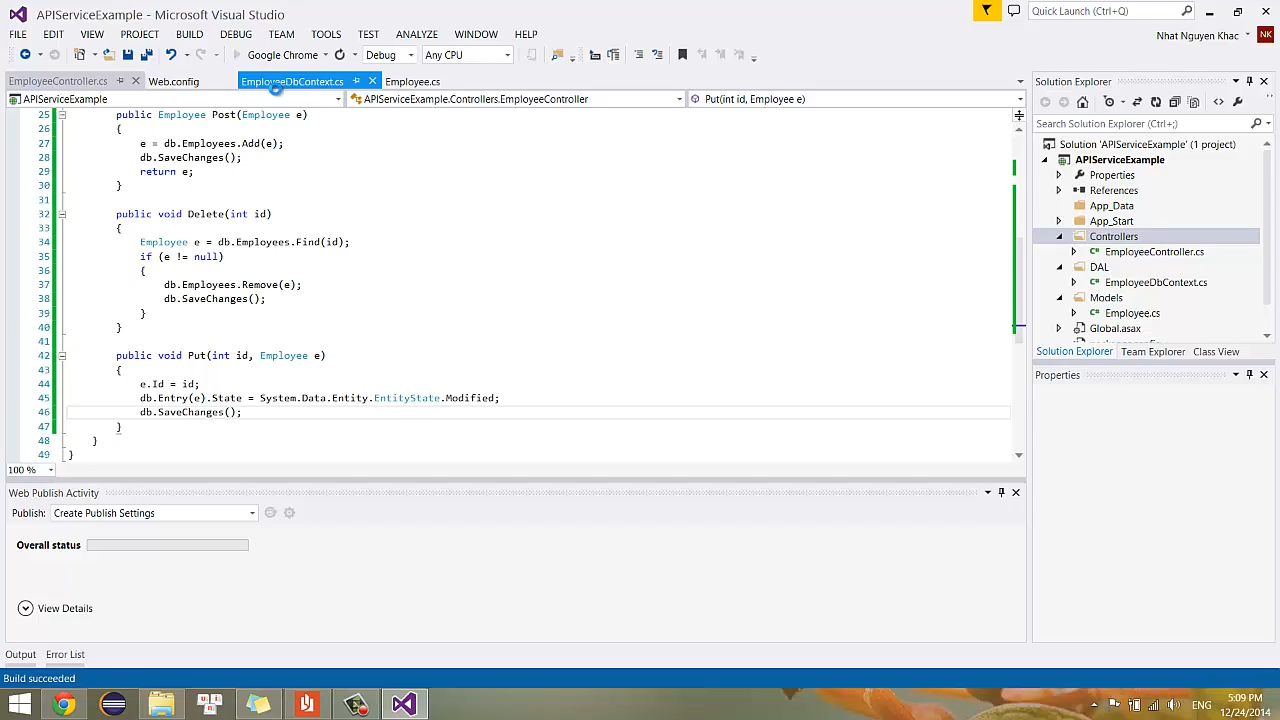 APIServiceExample - Microsoft Visual Studio
Quick Launch (Ctrl+Q)
FILE EDIT VIEW PROJECT BUILD DEBUG TEAM TOOLS TEST ANALYZE WINDOW HELP
Nhat Nguyen Khac NK
Google Chrome Debug Any CPU
EmployeeController.cs Web.config EmployeeDbContext.cs Employee.cs
APIServiceExample APIServiceExample.Controllers.EmployeeController Put(int id, Employee e)
25 public Employee Post(Employee e)
26 {
27 e = db.Employees.Add(e);
28 db.SaveChanges();
29 return e;
30 }
31
32 public void Delete(int id)
33 {
34 Employee e = db.Employees.Find(id);
35 if (e != null)
36 {
37 db.Employees.Remove(e);
38 db.SaveChanges();
39 }
40 }
41
42 public void Put(int id, Employee e)
43 {
44 e.Id = id;
45 db.Entry(e).State = System.Data.Entity.EntityState.Modified;
46 db.SaveChanges();
47 }
48 }
49 }
100 %
Solution Explorer
Search Solution Explorer (Ctrl+;)
Solution 'APIServiceExample' (1 project)
APIServiceExample
Properties
References
App_Data
App_Start
Controllers
EmployeeController.cs
DAL
EmployeeDbContext.cs
Models
Employee.cs
Global.asax
Solution Explorer Team Explorer Class View
Properties
Web Publish Activity
Publish: Create Publish Settings
Overall status
View Details
Output Error List
Build succeeded
ENG
5:09 PM
12/24/2014